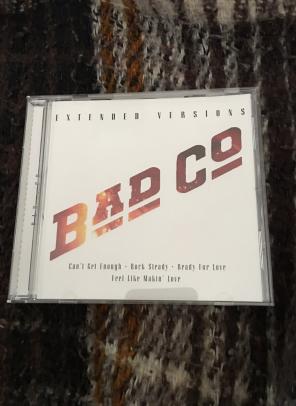 EXTENDED VERSIONS
BAD CO
Can't Get Enough • Rock Steady • Ready For Love
Feel Like Makin' Love